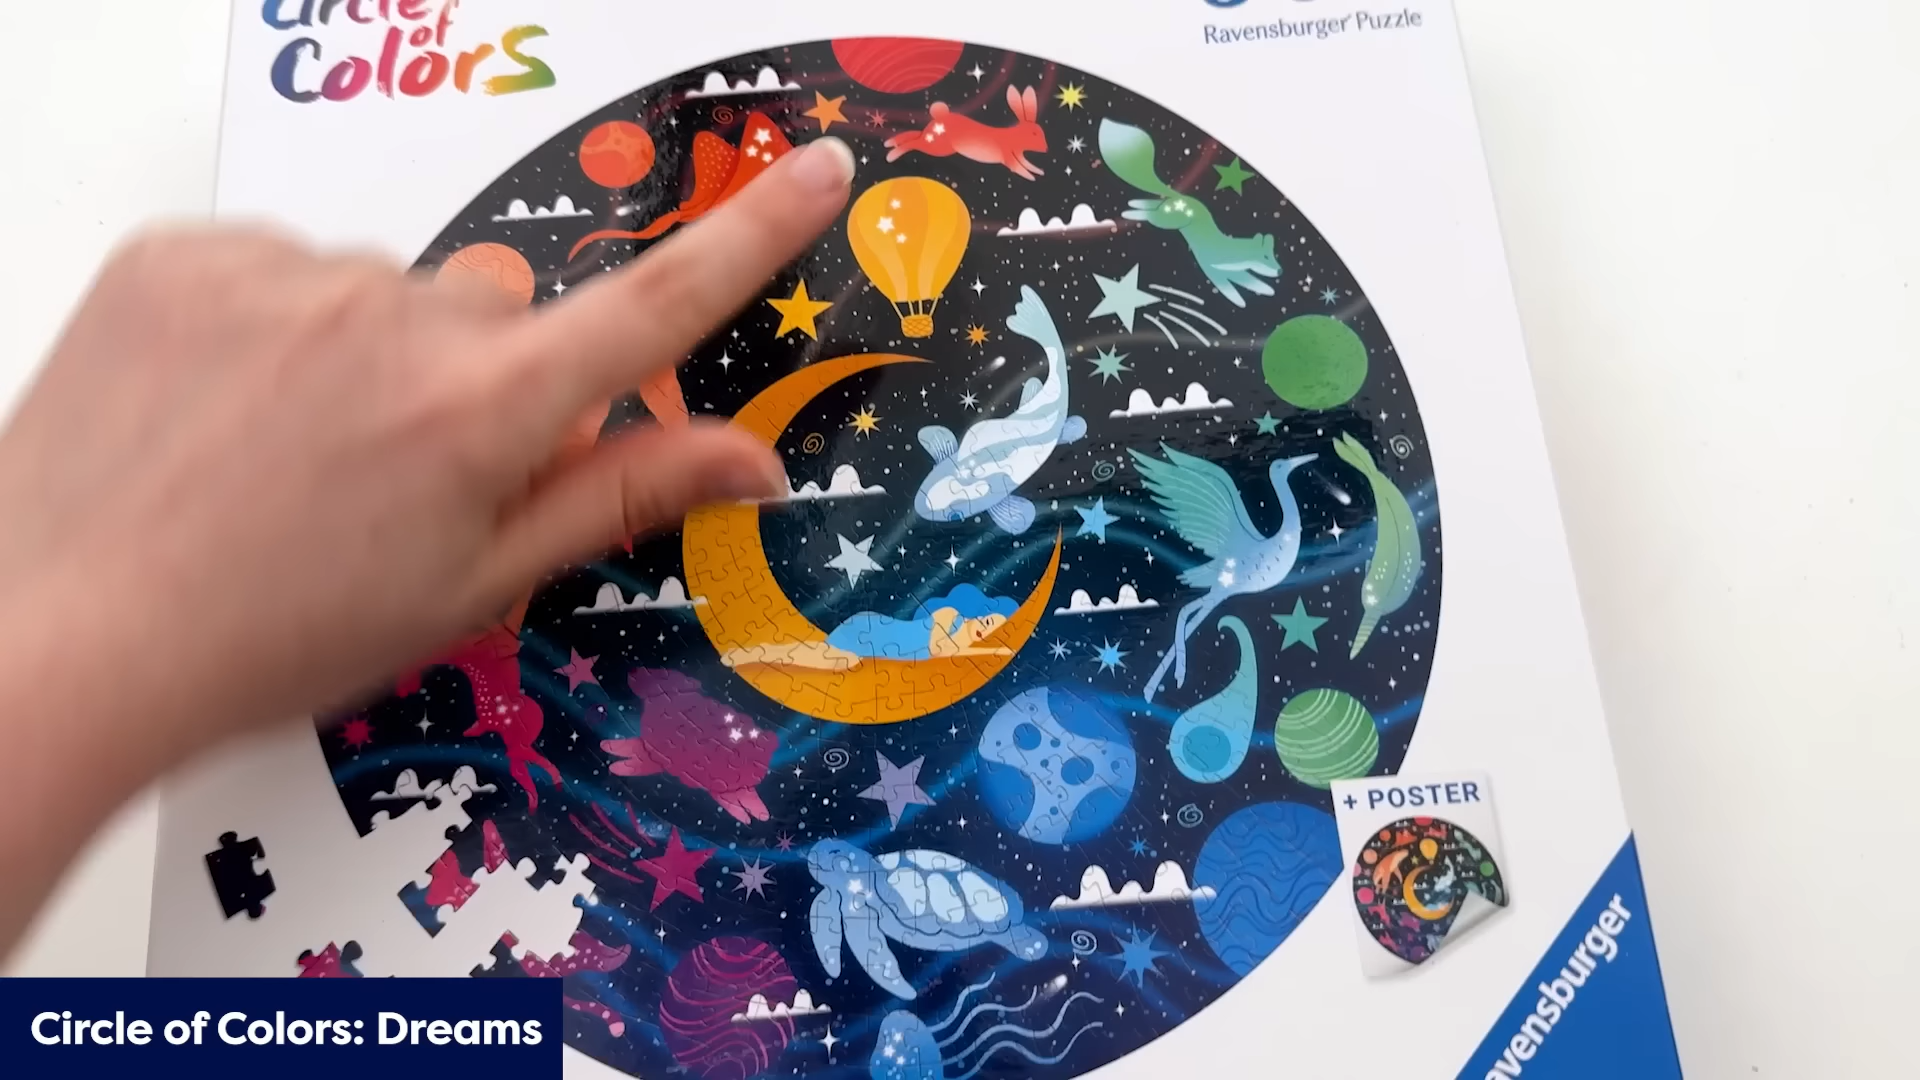 Circle
of
Colors
Ravensburger Puzzle
+ POSTER
Ravensburger
Circle of Colors: Dreams